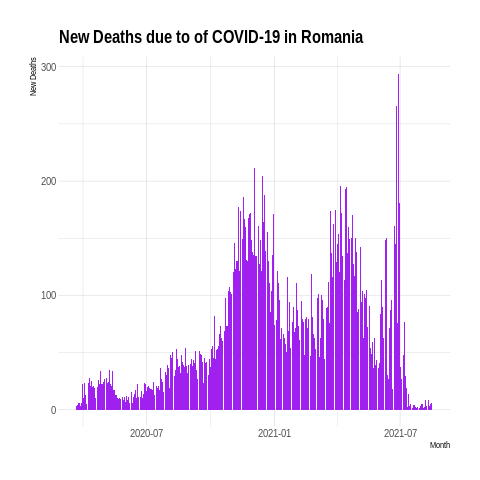 New Deaths due to of COVID-19 in Romania
New Deaths
300
200
100
0
2020-07
2021-01
2021-07
Month